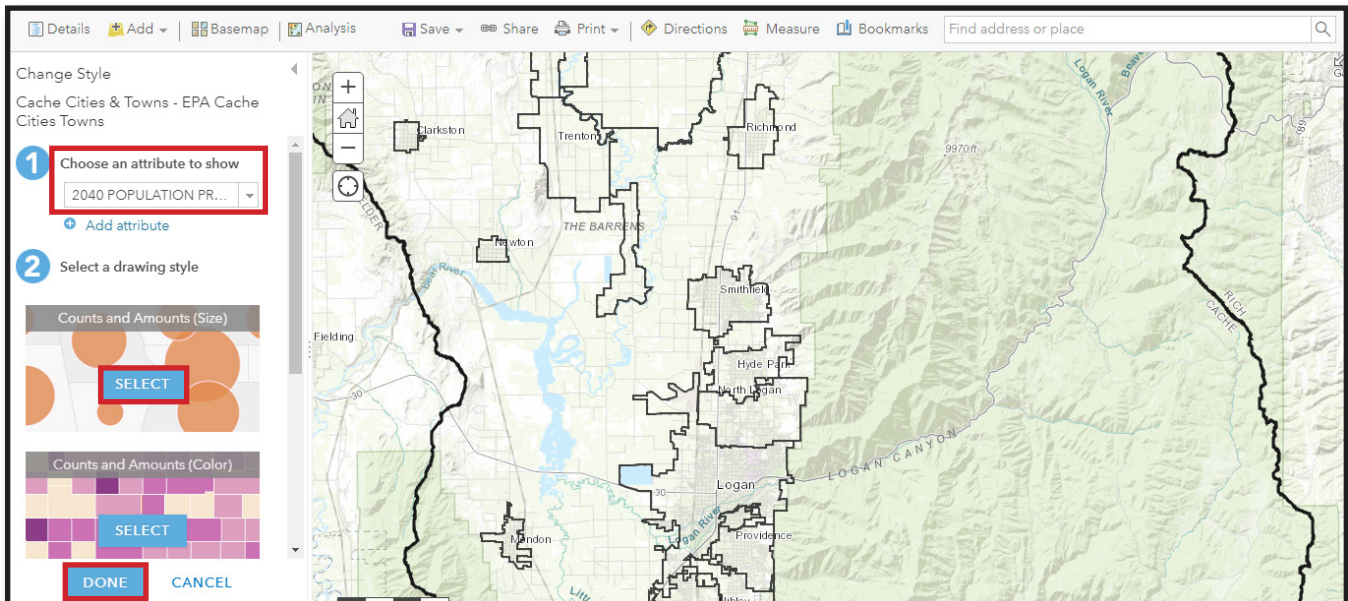 Details Add Basemap Analysis Save Share Print Directions Measure Bookmarks Find address or place
Change Style
Cache Cities & Towns - EPA Cache
Cities Towns
1 Choose an attribute to show
2040 POPULATION PR...
Add attribute
2 Select a drawing style
Counts and Amounts (Size)
SELECT
Counts and Amounts (Color)
SELECT
DONE CANCEL
Clarkston
Trenton
Richmond
Logan River
9970 ft
89
91
THE BARRENS
Newton
Bear River
Smithfield
RICH
CACHE
Fielding
Hyde Park
North Logan
30
LOGAN CANYON
Logan
30
Logan River
Mendon
Providence